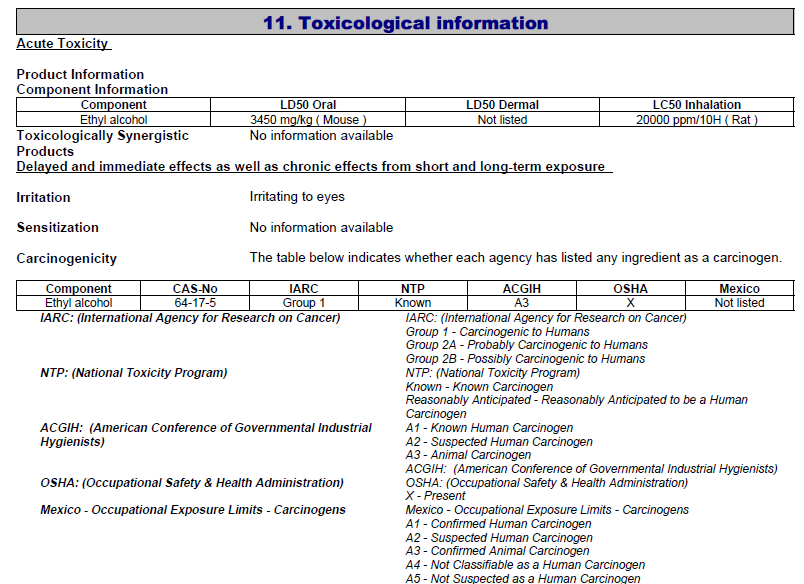 11. Toxicological information
Acute Toxicity
Product Information
Component Information
Component LD50 Oral LD50 Dermal LC50 Inhalation
Ethyl alcohol 3450 mg/kg ( Mouse ) Not listed 20000 ppm/10H ( Rat )
Toxicologically Synergistic No information available
Products
Delayed and immediate effects as well as chronic effects from short and long-term exposure
Irritation Irritating to eyes
Sensitization No information available
Carcinogenicity The table below indicates whether each agency has listed any ingredient as a carcinogen.
Component CAS-No IARC NTP ACGIH OSHA Mexico
Ethyl alcohol 64-17-5 Group 1 Known A3 X Not listed
IARC: (International Agency for Research on Cancer) IARC: (International Agency for Research on Cancer)
Group 1 - Carcinogenic to Humans
Group 2A - Probably Carcinogenic to Humans
Group 2B - Possibly Carcinogenic to Humans
NTP: (National Toxicity Program) NTP: (National Toxicity Program)
Known - Known Carcinogen
Reasonably Anticipated - Reasonably Anticipated to be a Human
Carcinogen
ACGIH: (American Conference of Governmental Industrial A1 - Known Human Carcinogen
Hygienists) A2 - Suspected Human Carcinogen
A3 - Animal Carcinogen
ACGIH: (American Conference of Governmental Industrial Hygienists)
OSHA: (Occupational Safety & Health Administration) OSHA: (Occupational Safety & Health Administration)
X - Present
Mexico - Occupational Exposure Limits - Carcinogens Mexico - Occupational Exposure Limits - Carcinogens
A1 - Confirmed Human Carcinogen
A2 - Suspected Human Carcinogen
A3 - Confirmed Animal Carcinogen
A4 - Not Classifiable as a Human Carcinogen
A5 - Not Suspected as a Human Carcinogen